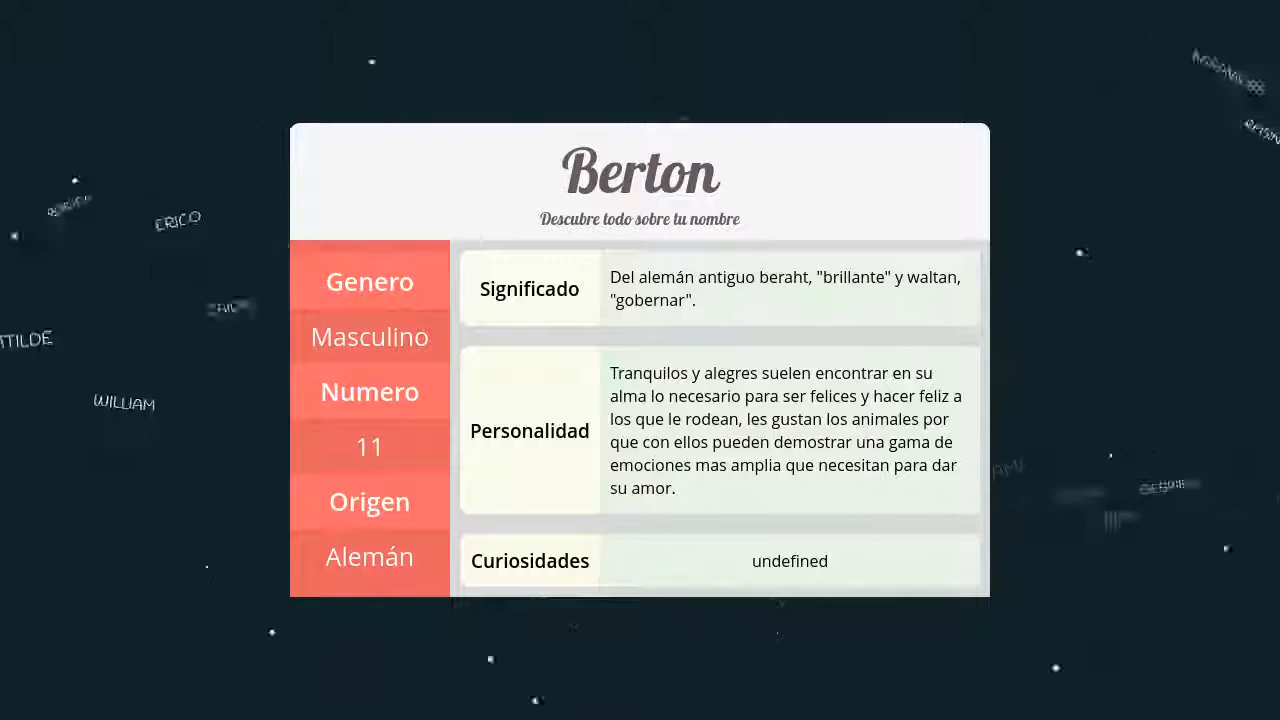 Berton
Descubre todo sobre tu nombre
Genero
Masculino
Numero
11
Origen
Alemán
Significado
Del alemán antiguo beraht, "brillante" y waltan,
"gobernar".
Personalidad
Tranquilos y alegres suelen encontrar en su
alma lo necesario para ser felices y hacer feliz a
los que le rodean, les gustan los animales por
que con ellos pueden demostrar una gama de
emociones mas amplia que necesitan para dar
su amor.
Curiosidades
undefined
ERICO
WILLIAM